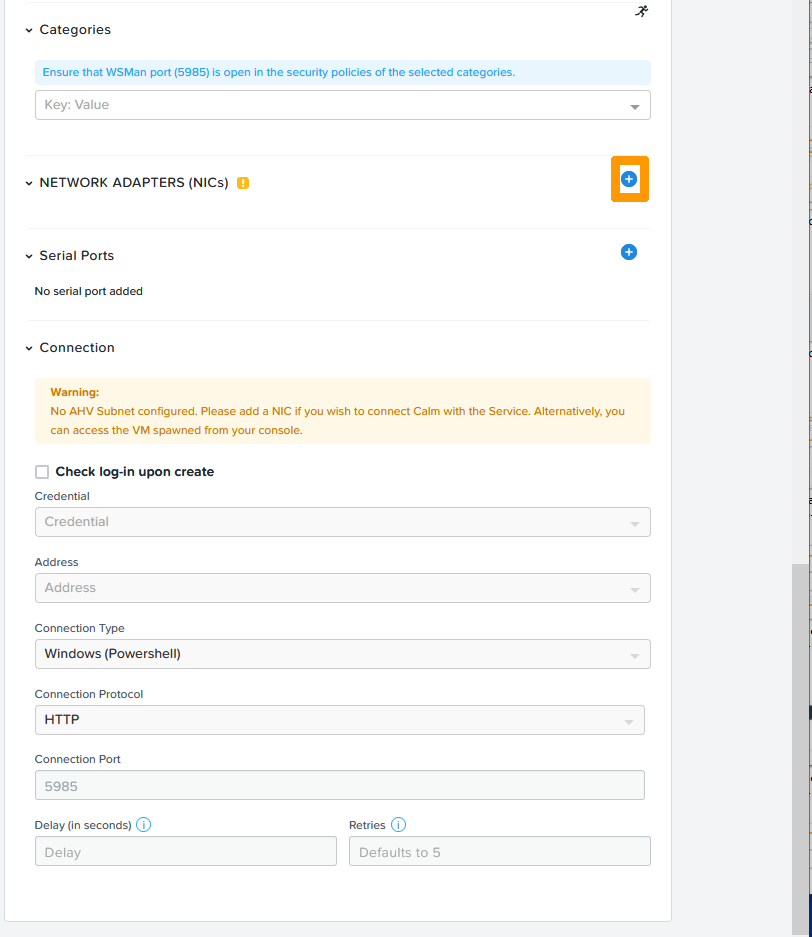 Categories
Ensure that WSMan port (5985) is open in the security policies of the selected categories.
Key: Value
NETWORK ADAPTERS (NICs)
Serial Ports
No serial port added
Connection
Warning:
No AHV Subnet configured. Please add a NIC if you wish to connect Calm with the Service. Alternatively, you
can access the VM spawned from your console.
Check log-in upon create
Credential
Credential
Address
Address
Connection Type
Windows (Powershell)
Connection Protocol
HTTP
Connection Port
5985
Delay (in seconds)
Retries
Delay
Defaults to 5